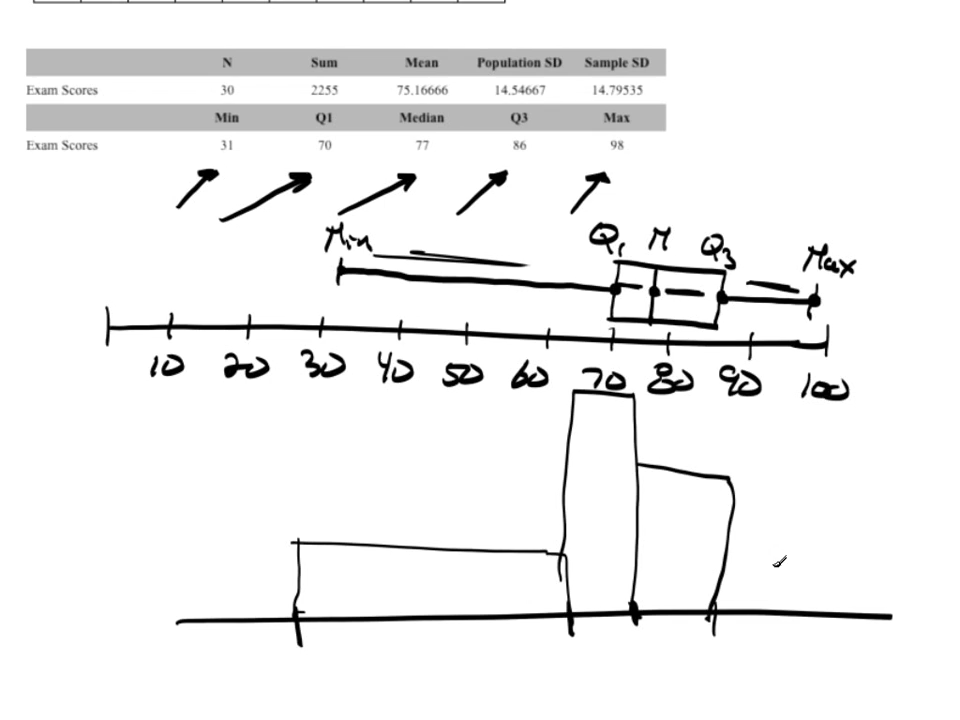 N Sum Mean Population SD Sample SD
Exam Scores 30 2255 75.16666 14.54667 14.79535
Min Q1 Median Q3 Max
Exam Scores 31 70 77 86 98
Min Q1 M Q3 Max
10 20 30 40 50 60 70 80 90 100